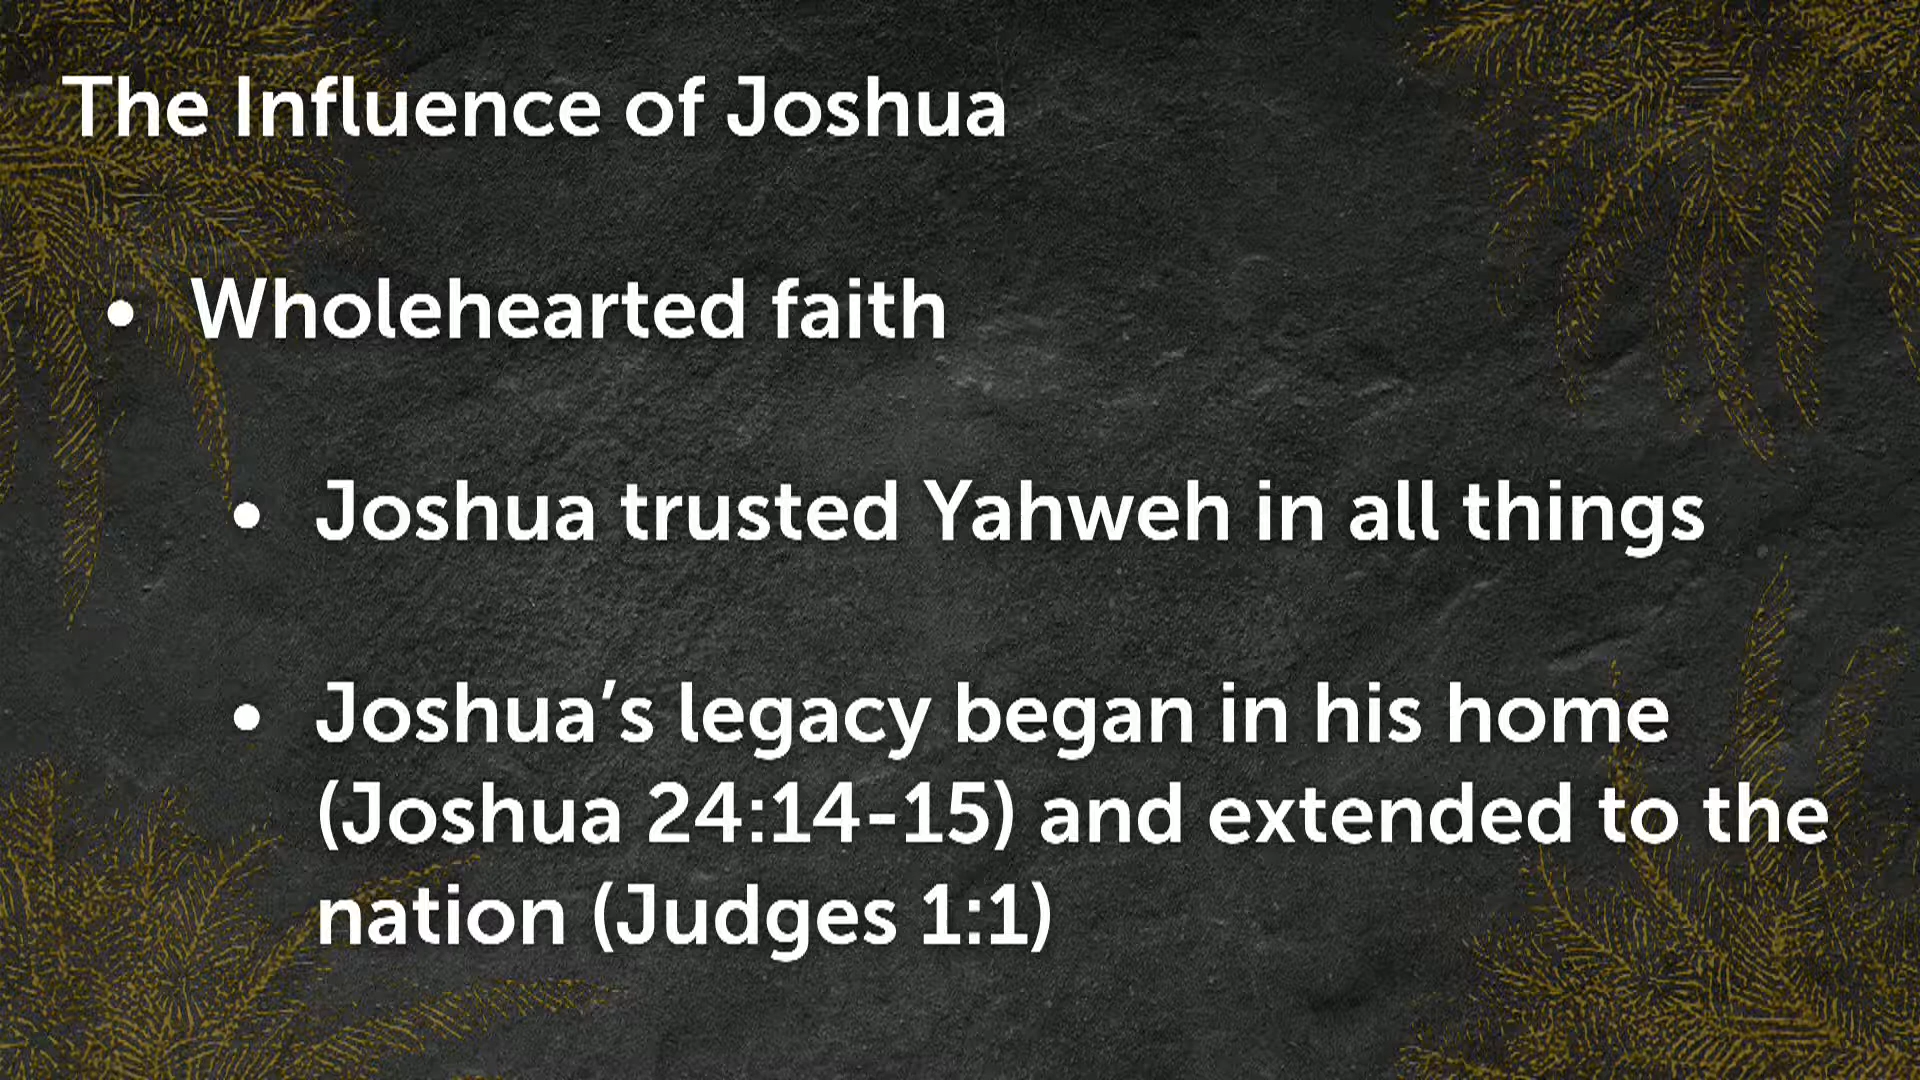 The Influence of Joshua
• Wholehearted faith
• Joshua trusted Yahweh in all things
• Joshua’s legacy began in his home
(Joshua 24:14-15) and extended to the
nation (Judges 1:1)